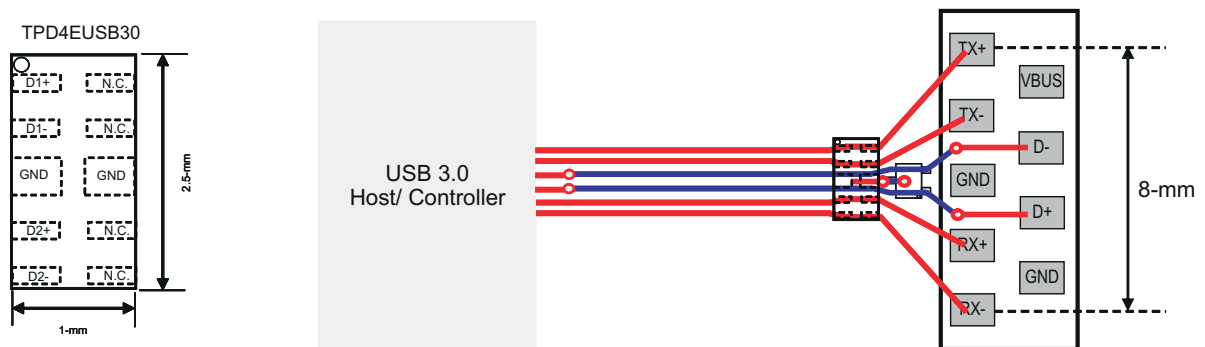 TPD4EUSB30
D1+ N.C.
D1- N.C.
GND GND
D2+ N.C.
D2- N.C.
2.5-mm
1-mm
USB 3.0
Host/ Controller
TX+
VBUS
TX-
D-
GND
D+
RX+
GND
RX-
8-mm